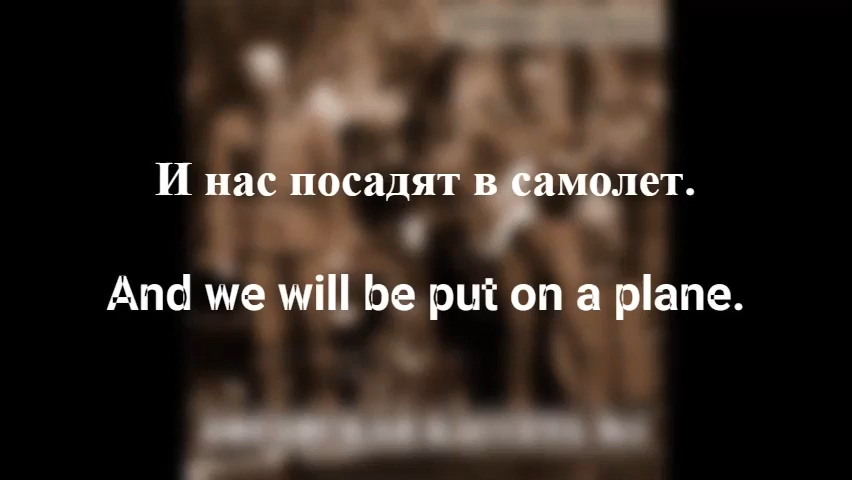 И нас посадят в самолет.
And we will be put on a plane.